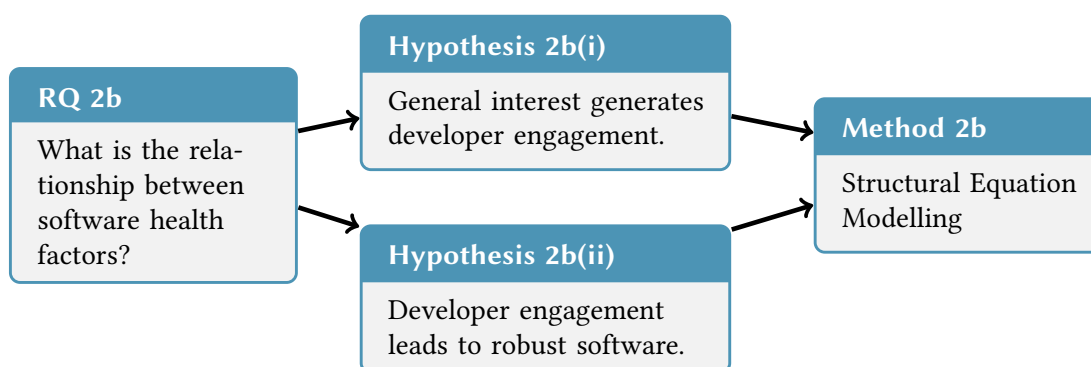 RQ 2b
What is the rela-
tionship between
software health
factors?
Hypothesis 2b(i)
General interest generates
developer engagement.
Hypothesis 2b(ii)
Developer engagement
leads to robust software.
Method 2b
Structural Equation
Modelling